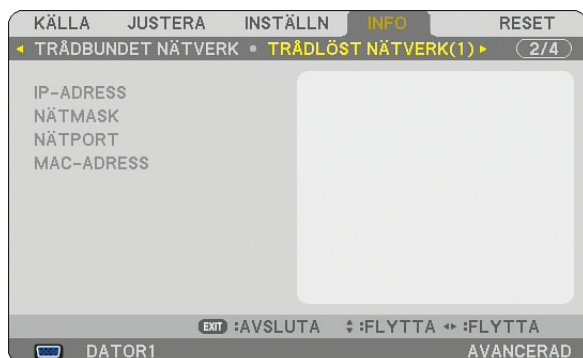 KÄLLA JUSTERA INSTÄLLN INFO RESET
TRÅDBUNDET NÄTVERK • TRÅDLÖST NÄTVERK(1) 2/4
IP-ADRESS
NÄTMASK
NÄTPORT
MAC-ADRESS
EXIT :AVSLUTA :FLYTTA :FLYTTA
DATOR1 AVANCERAD